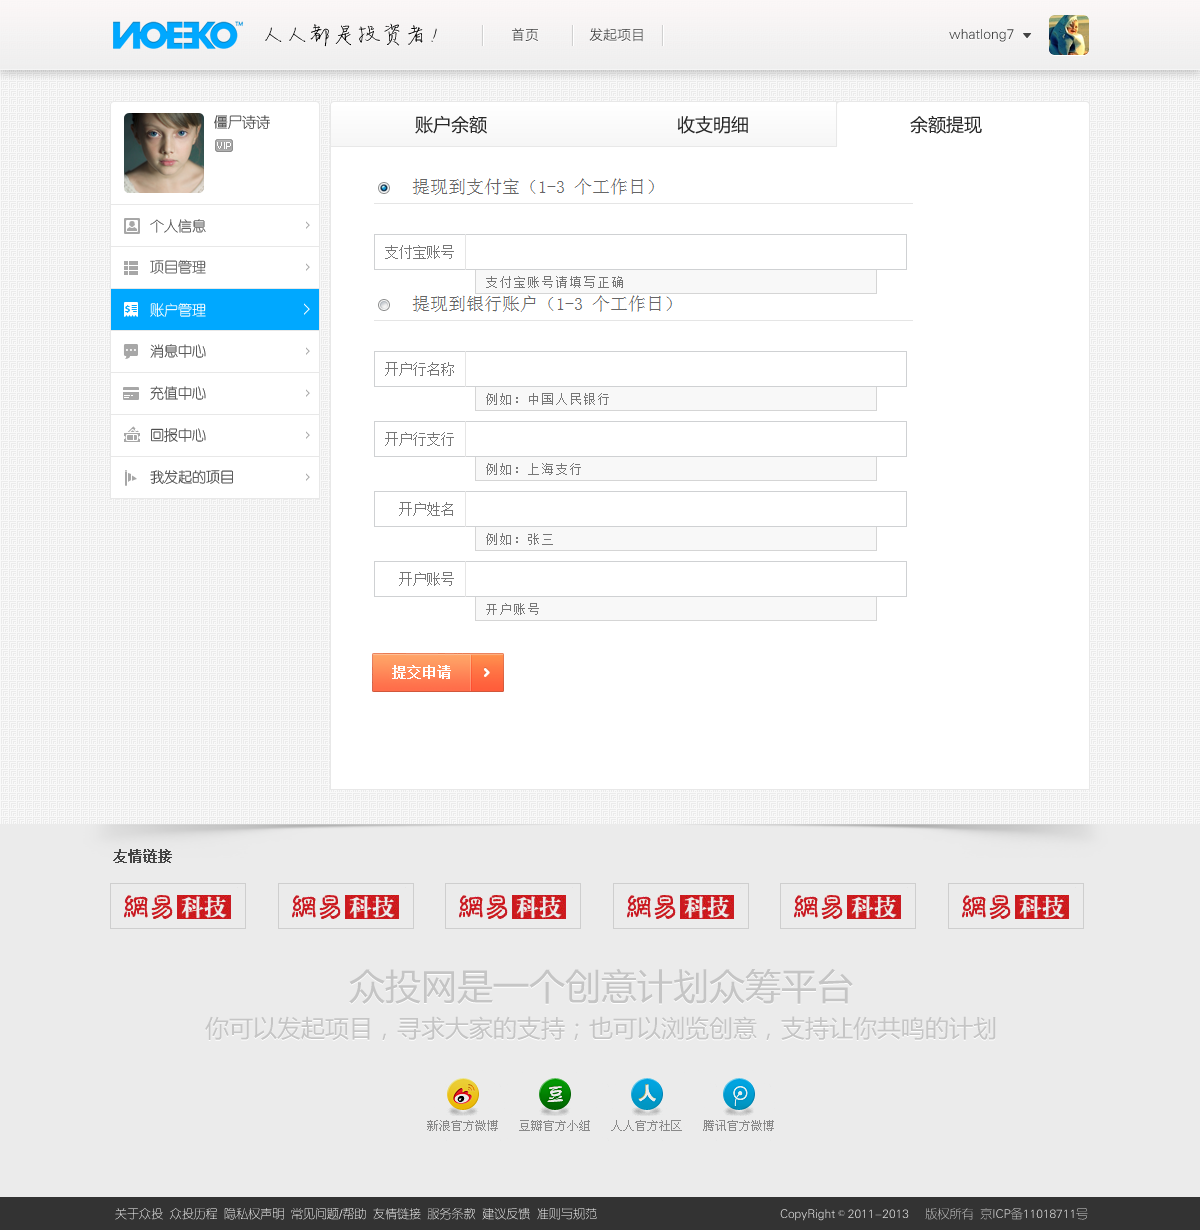 NOEKO™ 人人都是投资者! 首页 发起项目 whatlong7
僵尸诗诗
VIP
个人信息
项目管理
账户管理
消息中心
充值中心
回报中心
我发起的项目
账户余额 收支明细 余额提现
提现到支付宝（1-3 个工作日）
支付宝账号
支付宝账号请填写正确
提现到银行账户（1-3 个工作日）
开户行名称
例如：中国人民银行
开户行支行
例如：上海支行
开户姓名
例如：张三
开户账号
开户账号
提交申请
友情链接
網易科技 網易科技 網易科技 網易科技 網易科技 網易科技
众投网是一个创意计划众筹平台
你可以发起项目，寻求大家的支持；也可以浏览创意，支持让你共鸣的计划
新浪官方微博 豆瓣官方小组 人人官方社区 腾讯官方微博
关于众投 众投历程 隐私权声明 常见问题/帮助 友情链接 服务条款 建议反馈 准则与规范 CopyRight © 2011-2013 版权所有 京ICP备11018711号